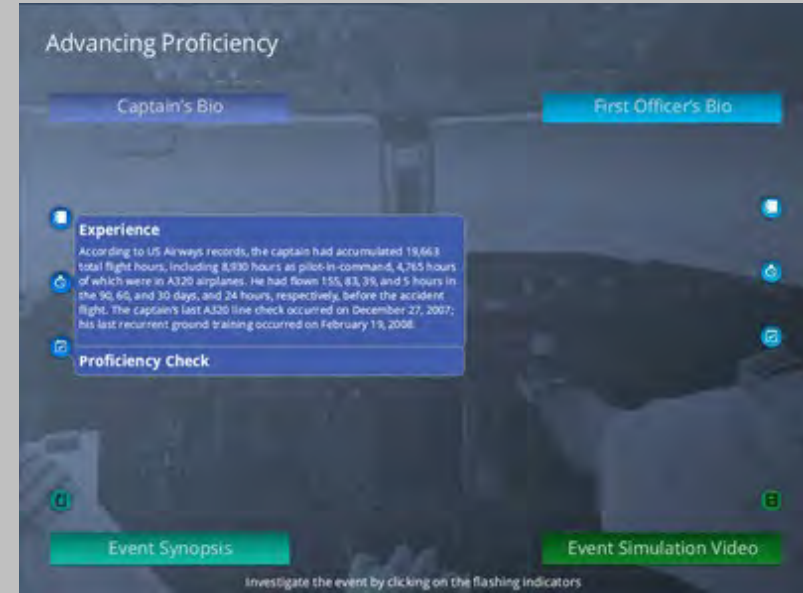 Advancing Proficiency
Captain's Bio
First Officer's Bio
Experience
According to US Airways records, the captain had accumulated 19,663
total flight hours, including 8,930 hours as pilot-in-command, 4,765 hours
of which were in A320 airplanes. He had flown 155, 83, 39, and 5 hours in
the 90, 60, and 30 days, and 24 hours, respectively, before the accident
flight. The captain's last A320 line check occurred on December 27, 2007;
his last recurrent ground training occurred on February 19, 2008.
Proficiency Check
Event Synopsis
Event Simulation Video
Investigate the event by clicking on the flashing indicators